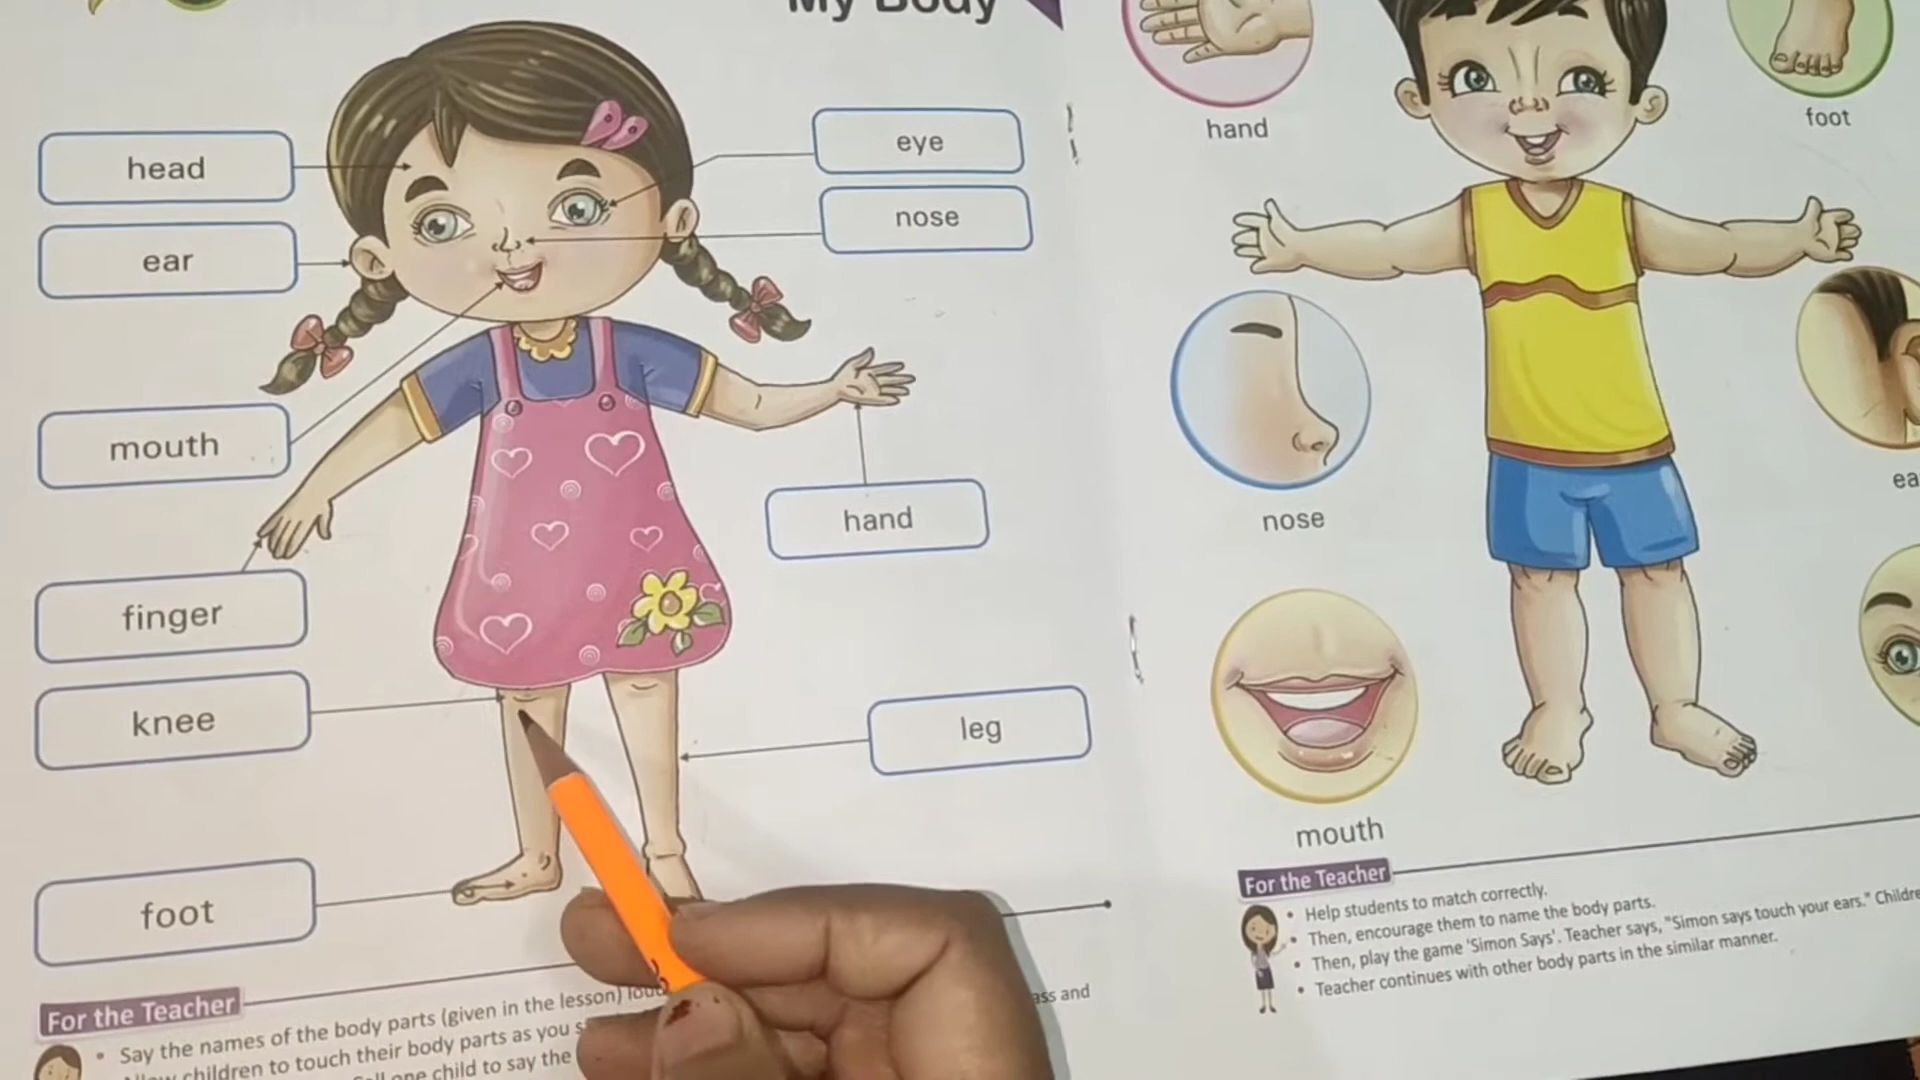 My Body
head
eye
ear
nose
mouth
hand
finger
knee
leg
foot
For the Teacher
• Say the names of the body parts (given in the lesson)
children to touch their body parts as you
one child to say the
and
hand
foot
nose
mouth
For the Teacher
• Help students to match correctly.
• Then, encourage them to name the body parts.
• Then, play the game 'Simon Says'. Teacher says, "Simon says touch your ears."
• Teacher continues with other body parts in the similar manner.